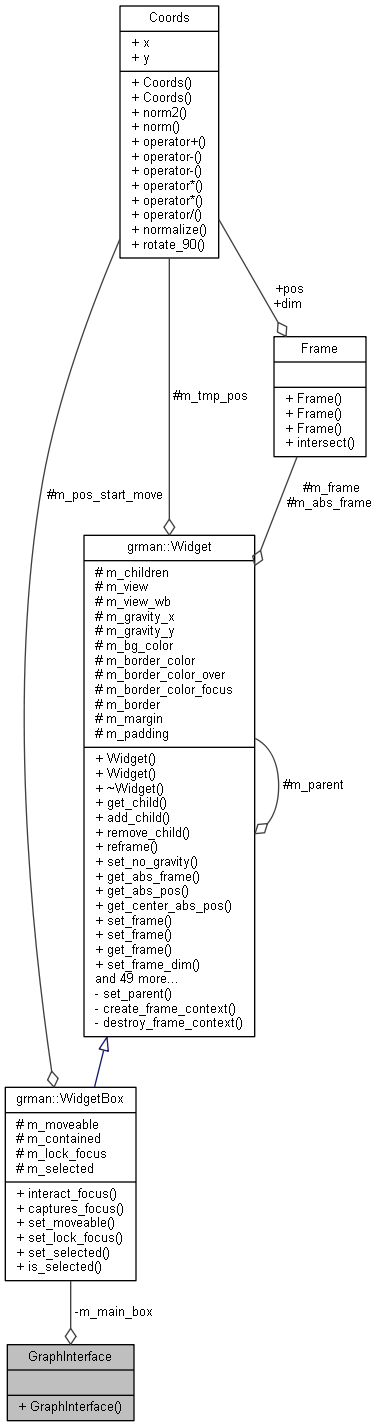 Coords
+ x
+ y
+ Coords()
+ Coords()
+ norm2()
+ norm()
+ operator+()
+ operator-()
+ operator-()
+ operator*()
+ operator*()
+ operator/()
+ normalize()
+ rotate_90()
+pos
+dim
Frame
+ Frame()
+ Frame()
+ Frame()
+ intersect()
#m_tmp_pos
#m_pos_start_move
#m_frame
#m_abs_frame
grman::Widget
# m_children
# m_view
# m_view_wb
# m_gravity_x
# m_gravity_y
# m_bg_color
# m_border_color
# m_border_color_over
# m_border_color_focus
# m_border
# m_margin
# m_padding
+ Widget()
+ Widget()
+ ~Widget()
+ get_child()
+ add_child()
+ remove_child()
+ reframe()
+ set_no_gravity()
+ get_abs_frame()
+ get_abs_pos()
+ get_center_abs_pos()
+ set_frame()
+ set_frame()
+ get_frame()
+ set_frame_dim()
and 49 more...
- set_parent()
- create_frame_context()
- destroy_frame_context()
#m_parent
grman::WidgetBox
# m_moveable
# m_contained
# m_lock_focus
# m_selected
+ interact_focus()
+ captures_focus()
+ set_moveable()
+ set_lock_focus()
+ set_selected()
+ is_selected()
-m_main_box
GraphInterface
+ GraphInterface()